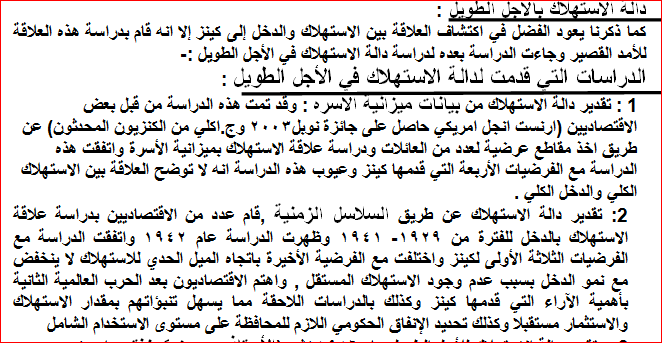 دالة الاستهلاك بالاجل الطويل :
كما ذكرنا يعود الفضل في اكتشاف العلاقة بين الاستهلاك والدخل إلى كينز إلا انه قام بدراسة هذه العلاقة
للأمد القصير وجاءت الدراسة بعده لدراسة دالة الاستهلاك في الأجل الطويل :-
الدراسات التي قدمت لدالة الاستهلاك في الأجل الطويل :
1 : تقدير دالة الاستهلاك من بيانات ميزانية الاسره : وقد تمت هذه الدراسة من قبل بعض
الاقتصاديين (ارنست انجل امريكي حاصل على جائزة نوبل٢٠٠٣ وج.اكلي من الكنزيون المحدثون) عن
طريق اخذ مقاطع عرضية لعدد من العائلات ودراسة علاقة الاستهلاك بميزانية الأسرة واتفقت هذه
الدراسة مع الفرضيات الأربعة التي قدمها كينز وعيوب هذه الدراسة انه لا توضح العلاقة بين الاستهلاك
الكلي والدخل الكلي .
2: تقدير دالة الاستهلاك عن طريق السلاسل الزمنية ,قام عدد من الاقتصاديين بدراسة علاقة
الاستهلاك بالدخل للفترة من ١٩٢٩- ١٩٤١ وظهرت الدراسة عام ١٩٤٢ واتفقت الدراسة مع
الفرضيات الثلاثة الأولى لكينز واختلفت مع الفرضية الأخيرة باتجاه الميل الحدي للاستهلاك لا ينخفض
مع نمو الدخل بسبب عدم وجود الاستهلاك المستقل , واهتم الاقتصاديون بعد الحرب العالمية الثانية
بأهمية الآراء التي قدمها كينز وكذلك بالدراسات اللاحقة مما يسهل تنبؤاتهم بمقدار الاستهلاك
والاستثمار مستقبلا وكذلك تحديد الإنفاق الحكومي اللازم للمحافظة على مستوى الاستخدام الشامل